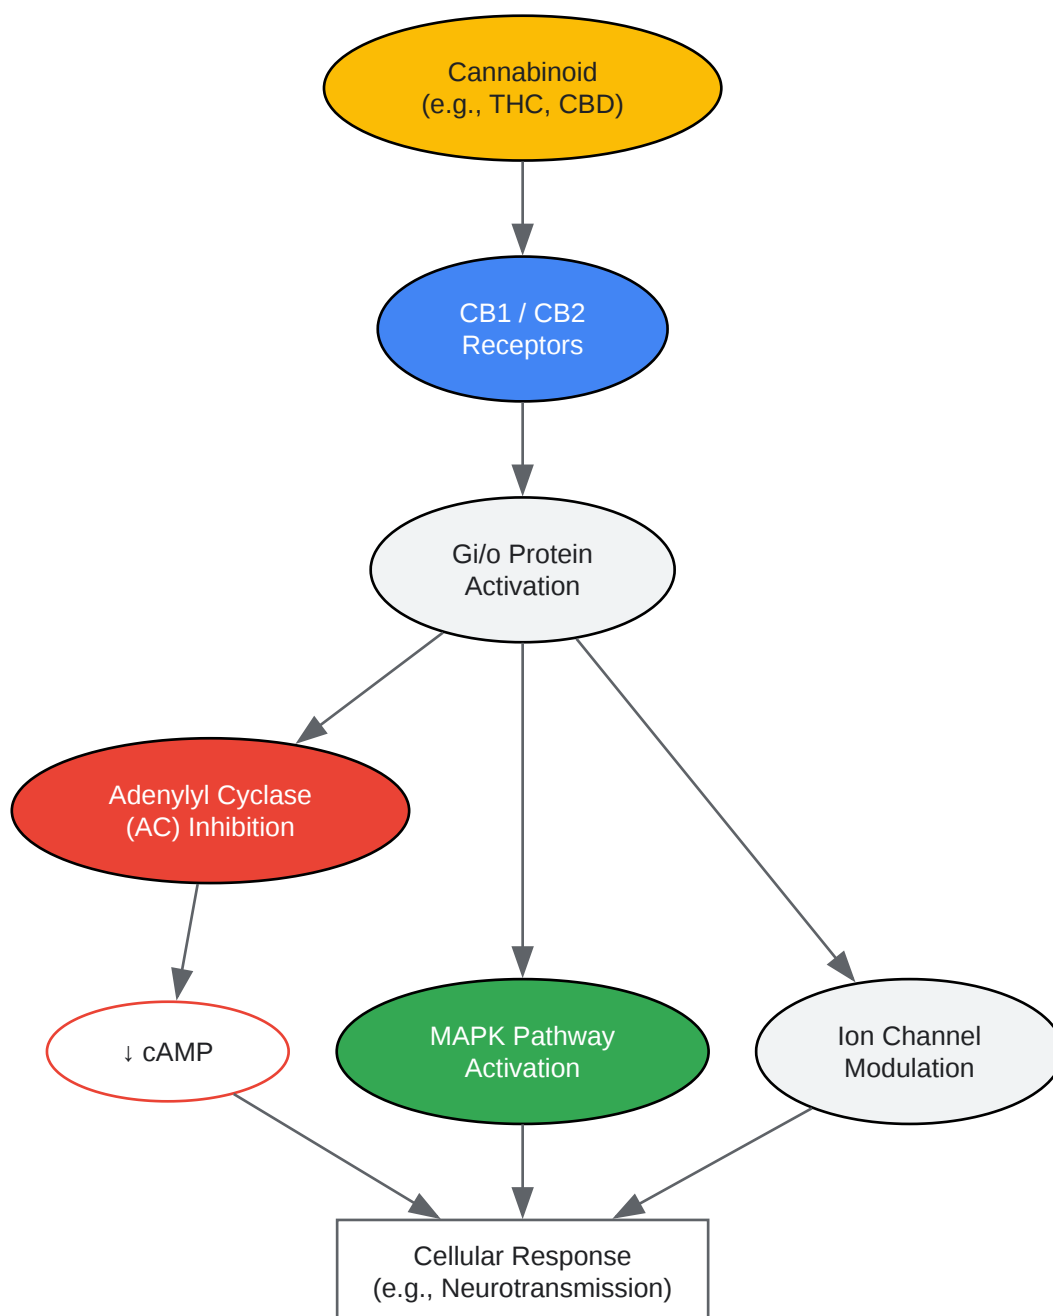 Cannabinoid
(e.g., THC, CBD)
CB1 / CB2
Receptors
Gi/o Protein
Activation
Adenylyl Cyclase
(AC) Inhibition
↓ cAMP
MAPK Pathway
Activation
Ion Channel
Modulation
Cellular Response
(e.g., Neurotransmission)